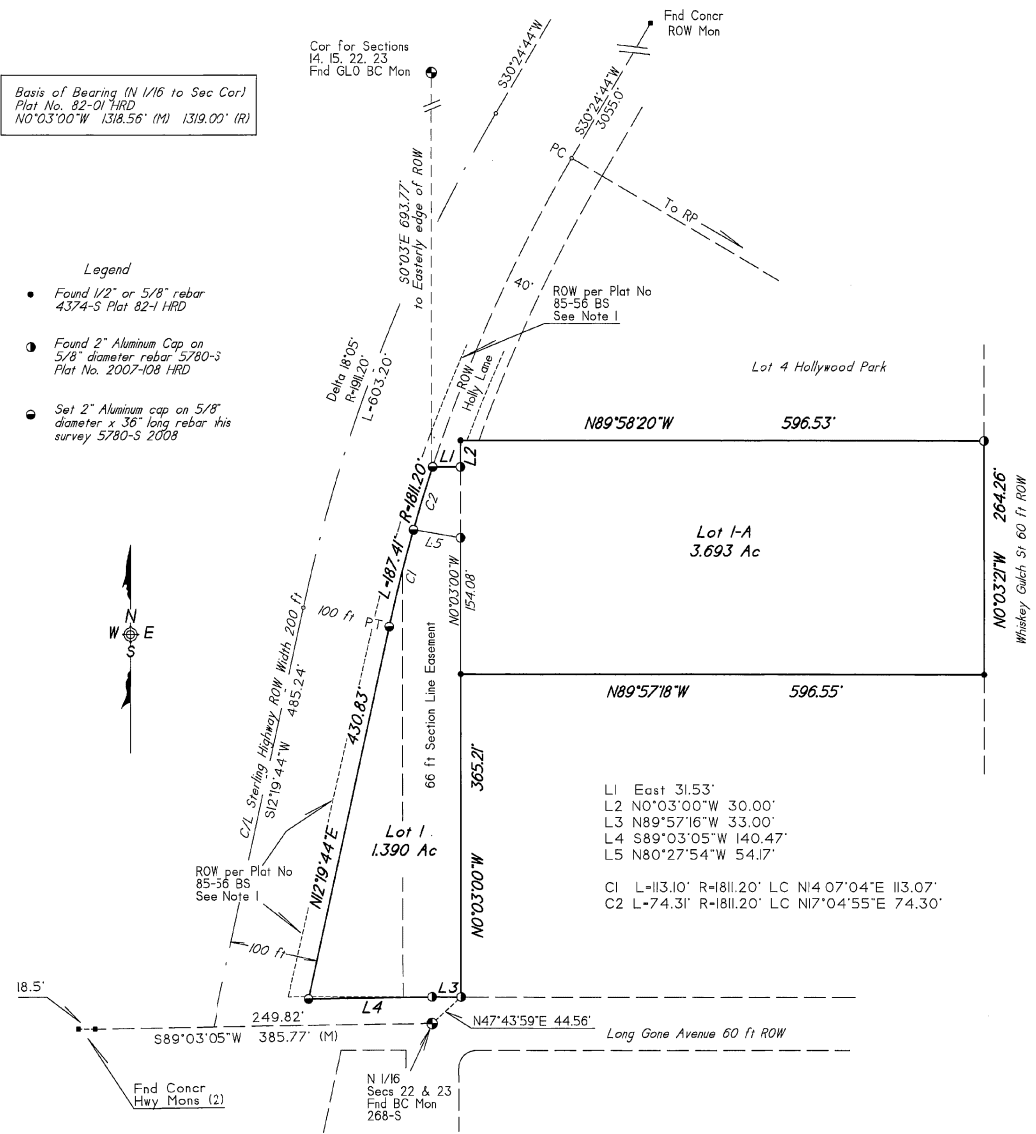 Fnd Concr
ROW Mon
Cor for Sections
14, 15, 22, 23
Fnd GLO BC Mon
S30°24'44"W
S30°24'44"W
3055.0'
Basis of Bearing (N 1/16 to Sec Cor)
Plat No. 82-01 HRD
N0°03'00"W 1318.56' (M) 1319.00' (R)
PC
To RP
S0°03'E 693.77'
to Easterly edge of ROW
Legend
Found 1/2" or 5/8" rebar
4374-S Plat 82-1 HRD
Found 2" Aluminum Cap on
5/8" diameter rebar 5780-S
Plat No. 2007-108 HRD
Set 2" Aluminum cap on 5/8"
diameter x 36" long rebar this
survey 5780-S 2008
40'
ROW per Plat No
85-56 BS
See Note 1
Delta 18°05'
R=1911.20'
L=603.20'
ROW
Holly Lane
Lot 4 Hollywood Park
N89°58'20"W 596.53'
L1
L2
R=1811.20'
L=187.41'
C2
L5
C1
N0°03'00"W
154.08'
Lot 1-A
3.693 Ac
264.26'
N0°03'21"W
Whiskey Gulch St 60 ft ROW
N
W E
S
100 ft
PT
C/L Sterling Highway ROW Width 200 ft
S12°19'44"W 485.24'
430.83'
N12°19'44"E
66 ft Section Line Easement
N89°57'18"W 596.55'
365.21'
N0°03'00"W
Lot 1
1.390 Ac
L1 East 31.53'
L2 N0°03'00"W 30.00'
L3 N89°57'16"W 33.00'
L4 S89°03'05"W 140.47'
L5 N80°27'54"W 54.17'
C1 L=113.10' R=1811.20' LC N14 07'04"E 113.07'
C2 L=74.31' R=1811.20' LC N17°04'55"E 74.30'
ROW per Plat No
85-56 BS
See Note 1
100 ft
18.5'
L4
L3
249.82'
S89°03'05"W 385.77' (M)
N47°43'59"E 44.56'
Long Gone Avenue 60 ft ROW
Fnd Concr
Hwy Mons (2)
N 1/16
Secs 22 & 23
Fnd BC Mon
268-S